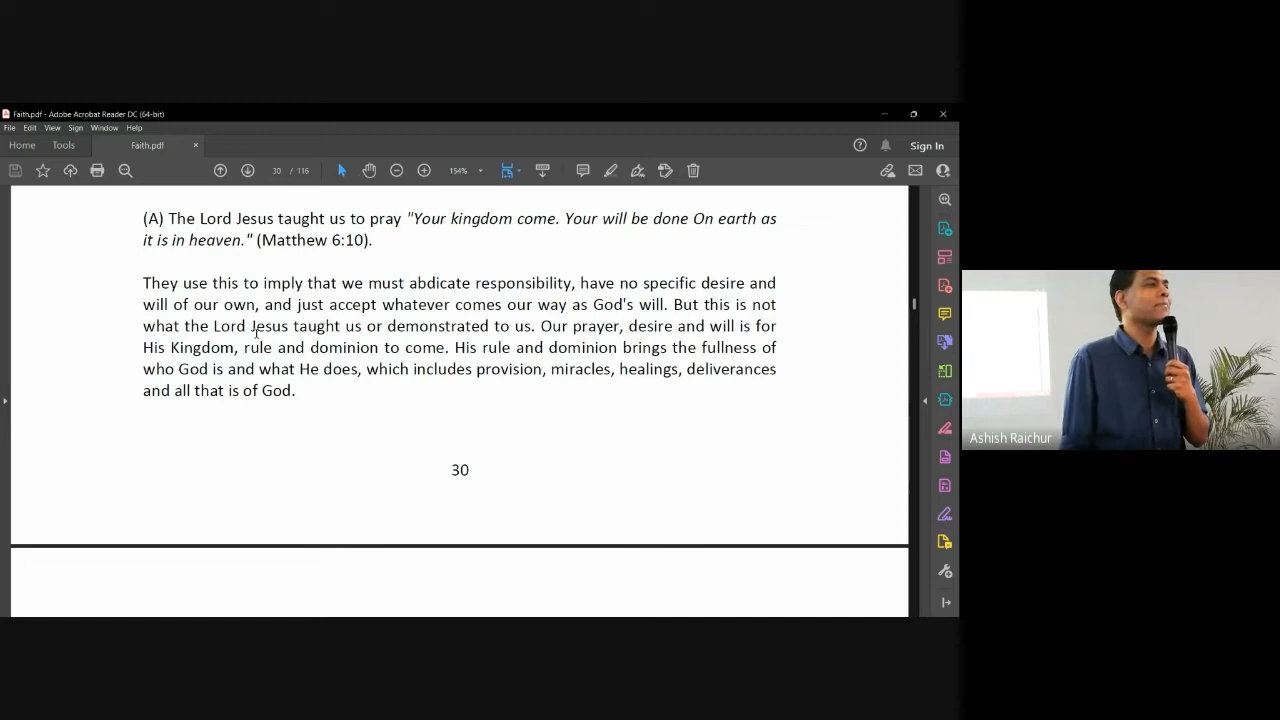 Faith.pdf - Adobe Acrobat Reader DC (64-bit)
File Edit View Sign Window Help
Home Tools Faith.pdf × Sign In
30 / 116 154%
(A) The Lord Jesus taught us to pray "Your kingdom come. Your will be done On earth as
it is in heaven." (Matthew 6:10).
They use this to imply that we must abdicate responsibility, have no specific desire and
will of our own, and just accept whatever comes our way as God's will. But this is not
what the Lord Jesus taught us or demonstrated to us. Our prayer, desire and will is for
His Kingdom, rule and dominion to come. His rule and dominion brings the fullness of
who God is and what He does, which includes provision, miracles, healings, deliverances
and all that is of God.
30
Ashish Raichur